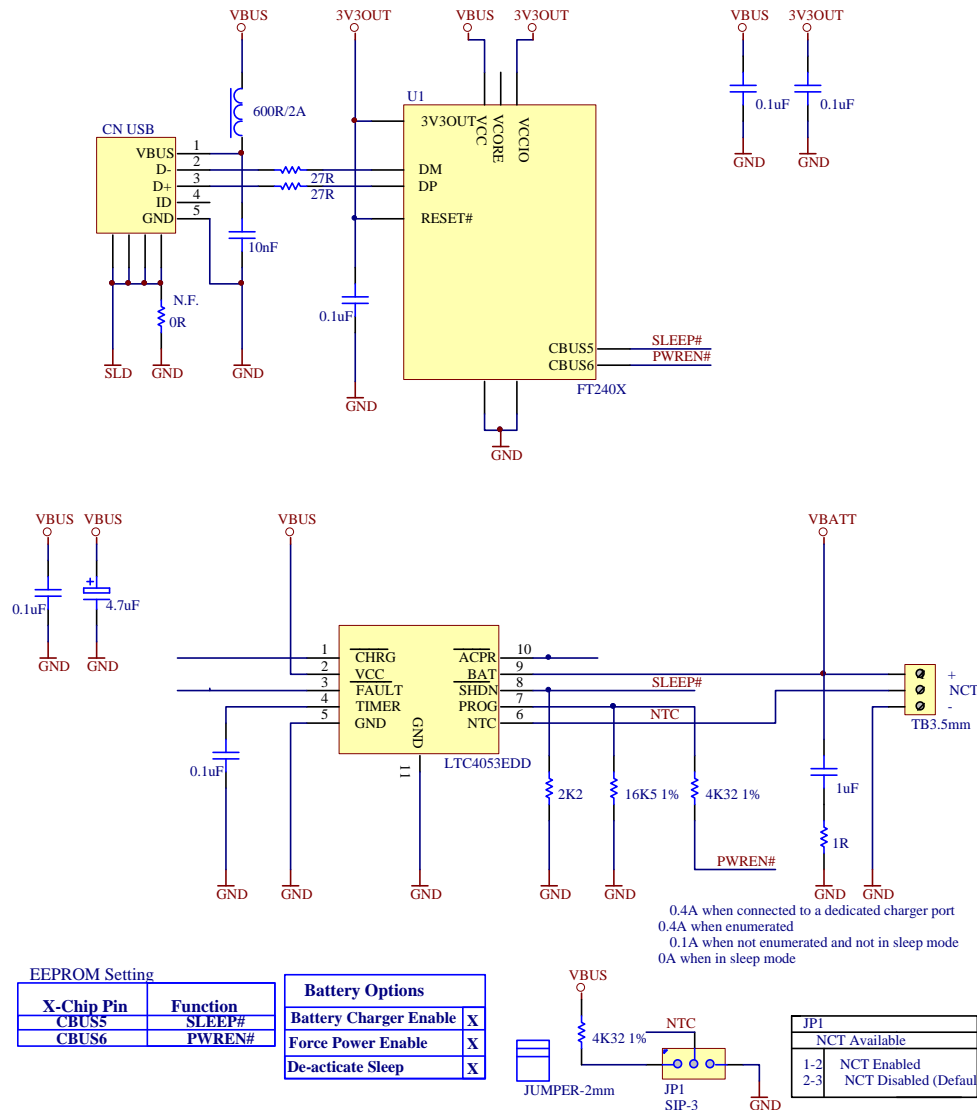 VBUS
3V3OUT
VBUS
3V3OUT
VBUS
3V3OUT
600R/2A
0.1uF
0.1uF
GND
GND
CN USB
VBUS
D-
D+
ID
GND
1
2
3
4
5
27R
27R
10nF
N.F.
0R
SLD
GND
GND
0.1uF
GND
U1
3V3OUT
VCC
VCORE
VCCIO
DM
DP
RESET#
CBUS5
CBUS6
SLEEP#
PWREN#
FT240X
GND
VBUS
VBUS
0.1uF
4.7uF
GND
GND
VBUS
VBATT
1
2
3
4
5
CHRG
VCC
FAULT
TIMER
GND
GND
11
ACPR
BAT
SHDN
PROG
NTC
10
9
8
7
6
LTC4053EDD
SLEEP#
NTC
+
NCT
-
TB3.5mm
0.1uF
2K2
16K5 1%
4K32 1%
1uF
1R
PWREN#
GND
GND
GND
GND
GND
GND
GND
0.4A when connected to a dedicated charger port
0.4A when enumerated
0.1A when not enumerated and not in sleep mode
0A when in sleep mode
EEPROM Setting
X-Chip Pin Function
CBUS5 SLEEP#
CBUS6 PWREN#
Battery Options
Battery Charger Enable X
Force Power Enable X
De-acticate Sleep X
VBUS
4K32 1%
NTC
JUMPER-2mm
JP1
SIP-3
GND
JP1
NCT Available
1-2 NCT Enabled
2-3 NCT Disabled (Defaul